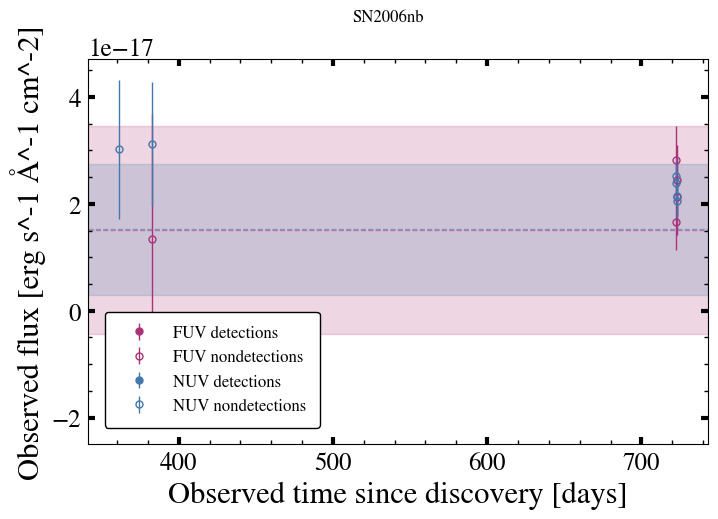 SN2006nb
1e−17
Observed flux [erg s^-1 Å^-1 cm^-2]
4
2
0
−2
FUV detections
FUV nondetections
NUV detections
NUV nondetections
400
500
600
700
Observed time since discovery [days]